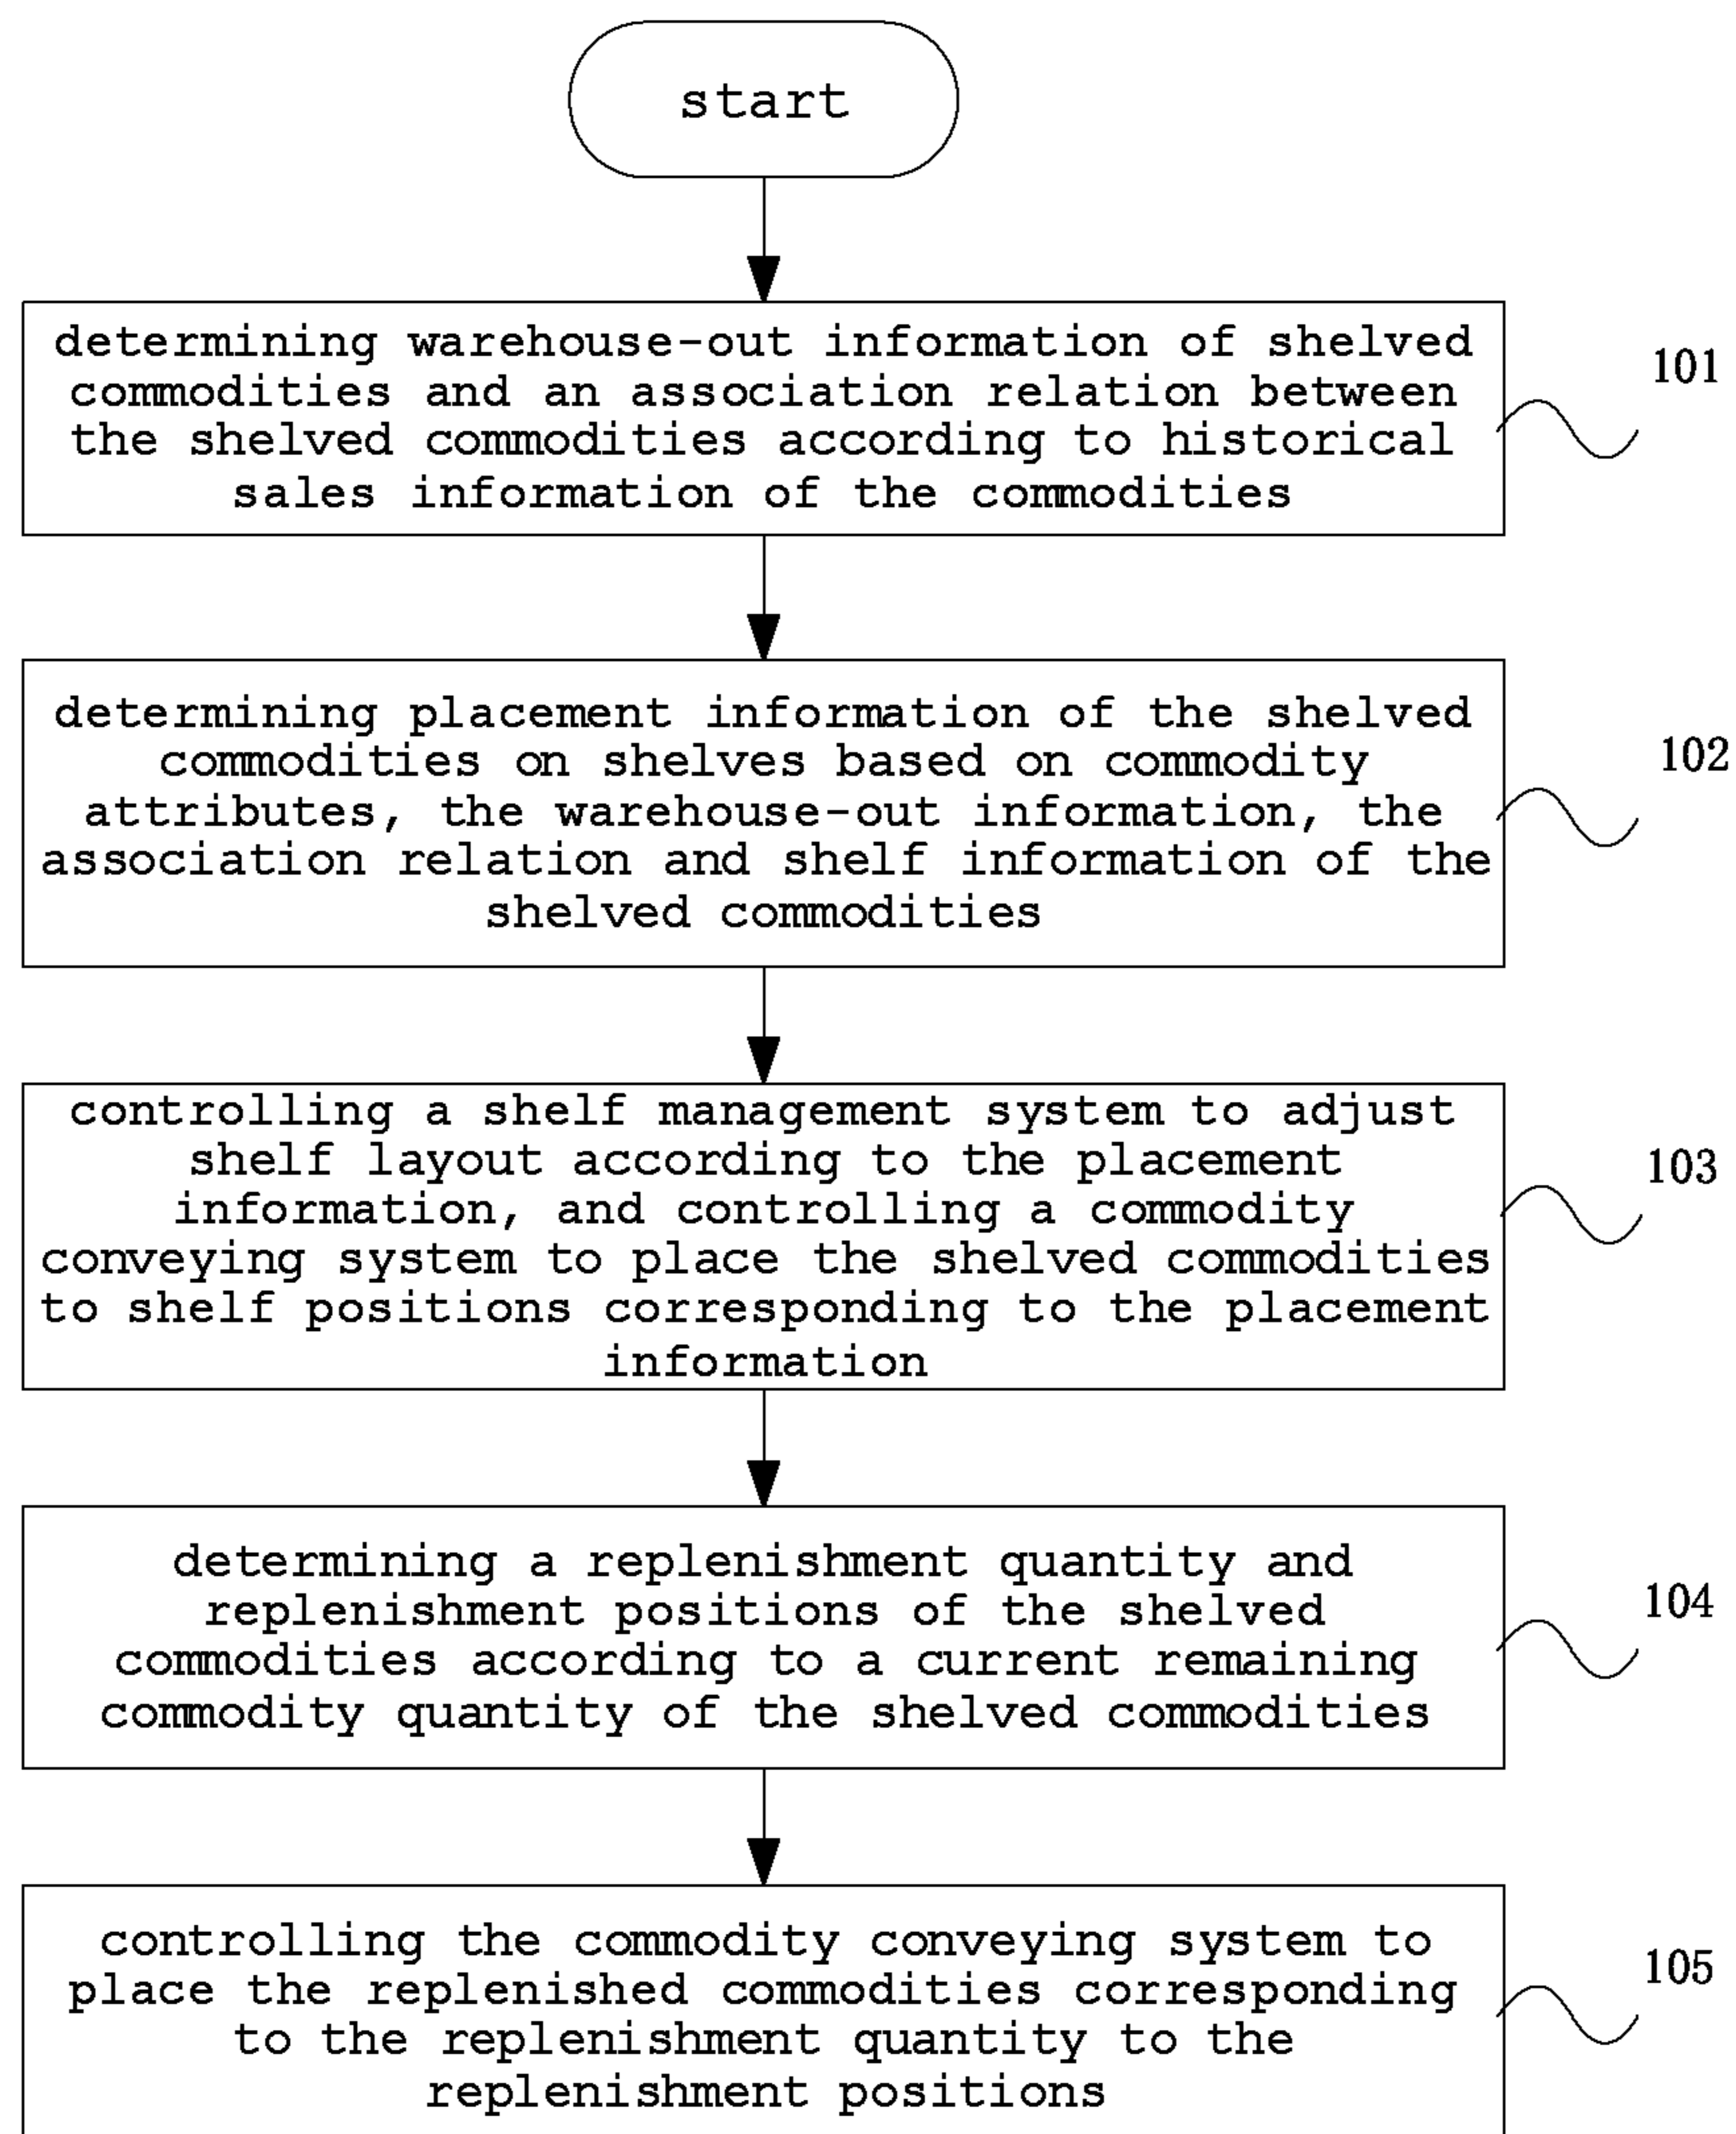 start
determining warehouse-out information of shelved
commodities and an association relation between
the shelved commodities according to historical
sales information of the commodities
101
determining placement information of the shelved
commodities on shelves based on commodity
attributes, the warehouse-out information, the
association relation and shelf information of the
shelved commodities
102
controlling a shelf management system to adjust
shelf layout according to the placement
information, and controlling a commodity
conveying system to place the shelved commodities
to shelf positions corresponding to the placement
information
103
determining a replenishment quantity and
replenishment positions of the shelved
commodities according to a current remaining
commodity quantity of the shelved commodities
104
controlling the commodity conveying system to
place the replenished commodities corresponding
to the replenishment quantity to the
replenishment positions
105